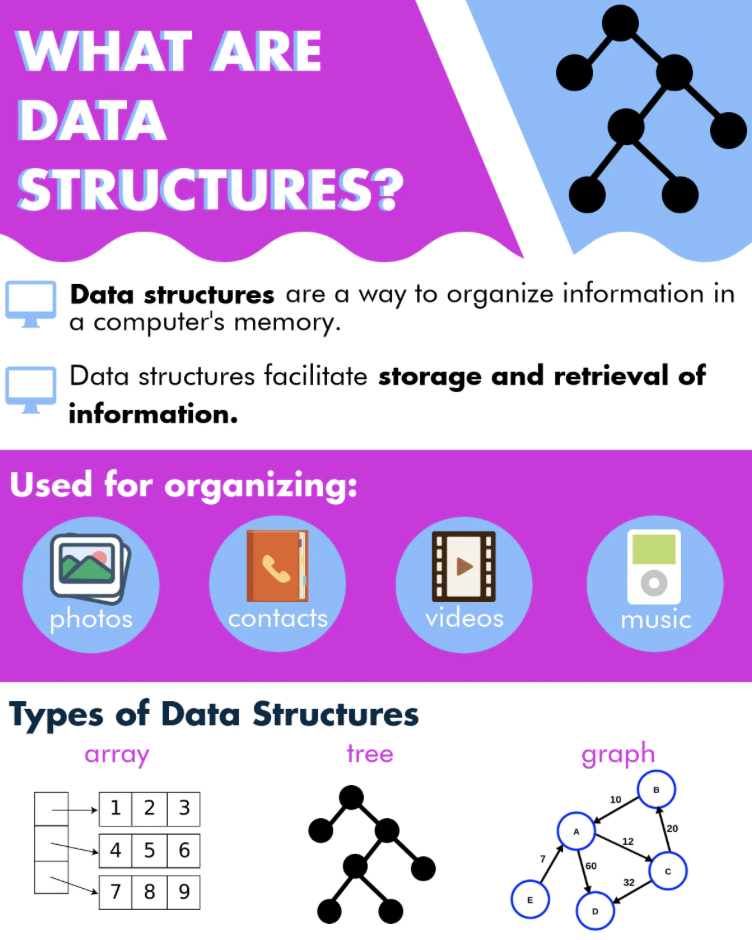 WHAT ARE
DATA
STRUCTURES?
Data structures are a way to organize information in
a computer's memory.
Data structures facilitate storage and retrieval of
information.
Used for organizing:
photos
contacts
videos
music
Types of Data Structures
array
tree
graph
1 2 3
4 5 6
7 8 9
B
10
A
20
12
7
60
C
32
E
D